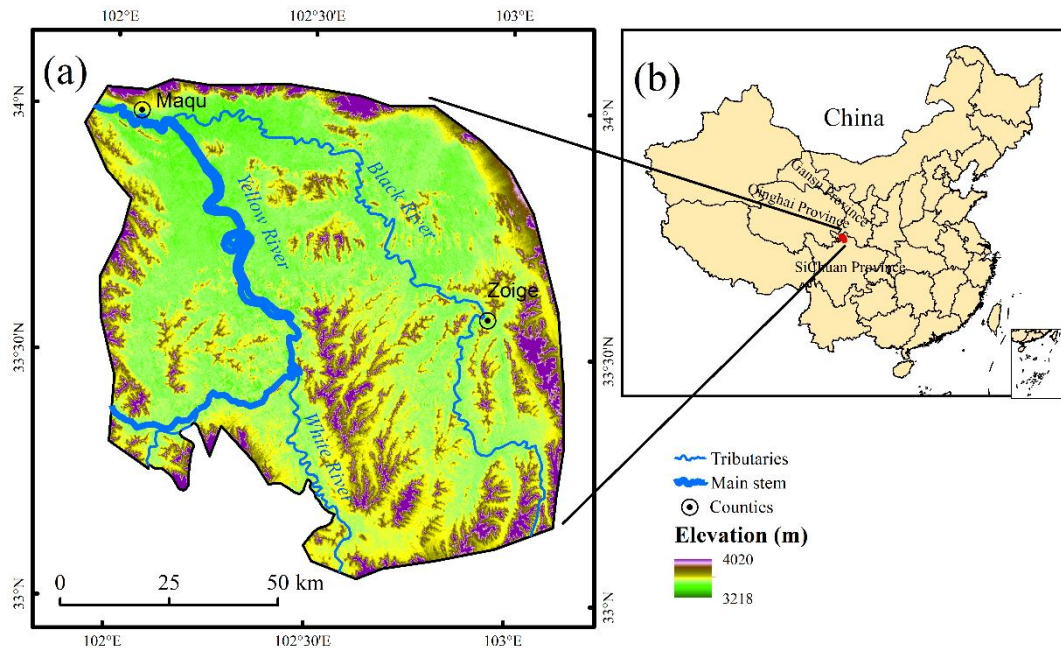 102°E
102°30'E
103°E
(a)
(b)
Maqu
34°N
34°N
34°N
China
Black River
Yellow River
Gansu Province
Qinghai Province
SiChuan Province
Zoige
33°30'N
33°30'N
White River
Tributaries
Main stem
Counties
Elevation (m)
4020
3218
0 25 50 km
33°N
33°N
102°E
102°30'E
103°E